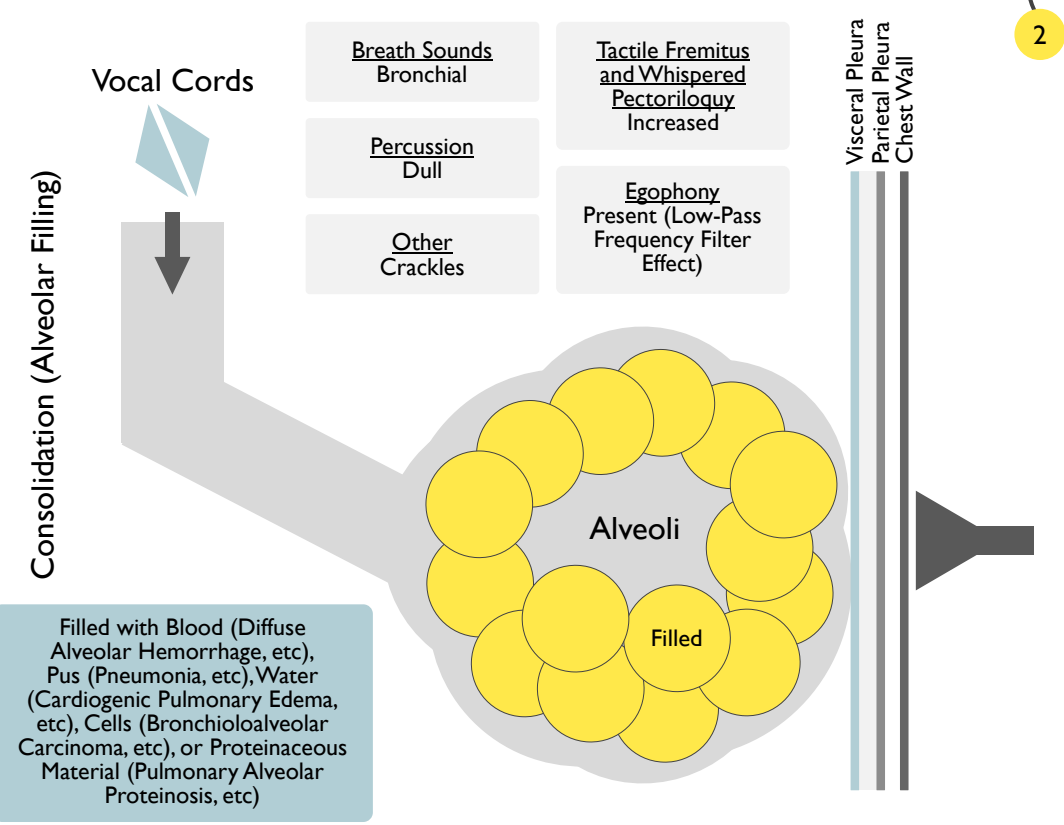 2
Consolidation (Alveolar Filling)
Vocal Cords
Breath Sounds
Bronchial
Percussion
Dull
Other
Crackles
Tactile Fremitus
and Whispered
Pectoriloquy
Increased
Egophony
Present (Low-Pass
Frequency Filter
Effect)
Visceral Pleura
Parietal Pleura
Chest Wall
Alveoli
Filled
Filled with Blood (Diffuse
Alveolar Hemorrhage, etc),
Pus (Pneumonia, etc), Water
(Cardiogenic Pulmonary Edema,
etc), Cells (Bronchioloalveolar
Carcinoma, etc), or Proteinaceous
Material (Pulmonary Alveolar
Proteinosis, etc)